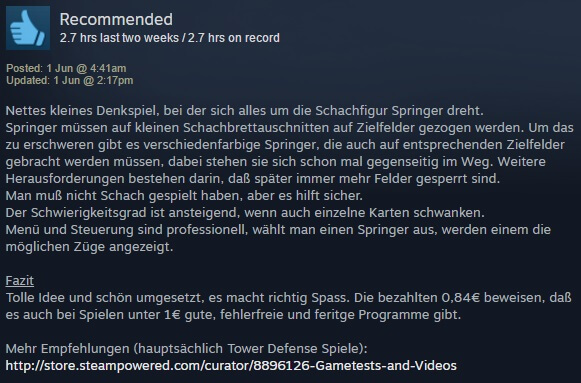 Recommended
2.7 hrs last two weeks / 2.7 hrs on record
Posted: 1 Jun @ 4:41am
Updated: 1 Jun @ 2:17pm
Nettes kleines Denkspiel, bei der sich alles um die Schachfigur Springer dreht.
Springer müssen auf kleinen Schachbrettauschnitten auf Zielfelder gezogen werden. Um das
zu erschweren gibt es verschiedenfarbige Springer, die auch auf entsprechenden Zielfelder
gebracht werden müssen, dabei stehen sie sich schon mal gegenseitig im Weg. Weitere
Herausforderungen bestehen darin, daß später immer mehr Felder gesperrt sind.
Man muß nicht Schach gespielt haben, aber es hilft sicher.
Der Schwierigkeitsgrad ist ansteigend, wenn auch einzelne Karten schwanken.
Menü und Steuerung sind professionell, wählt man einen Springer aus, werden einem die
möglichen Züge angezeigt.
Fazit
Tolle Idee und schön umgesetzt, es macht richtig Spass. Die bezahlten 0,84€ beweisen, daß
es auch bei Spielen unter 1€ gute, fehlerfreie und feritge Programme gibt.
Mehr Empfehlungen (hauptsächlich Tower Defense Spiele):
http://store.steampowered.com/curator/8896126-Gametests-and-Videos